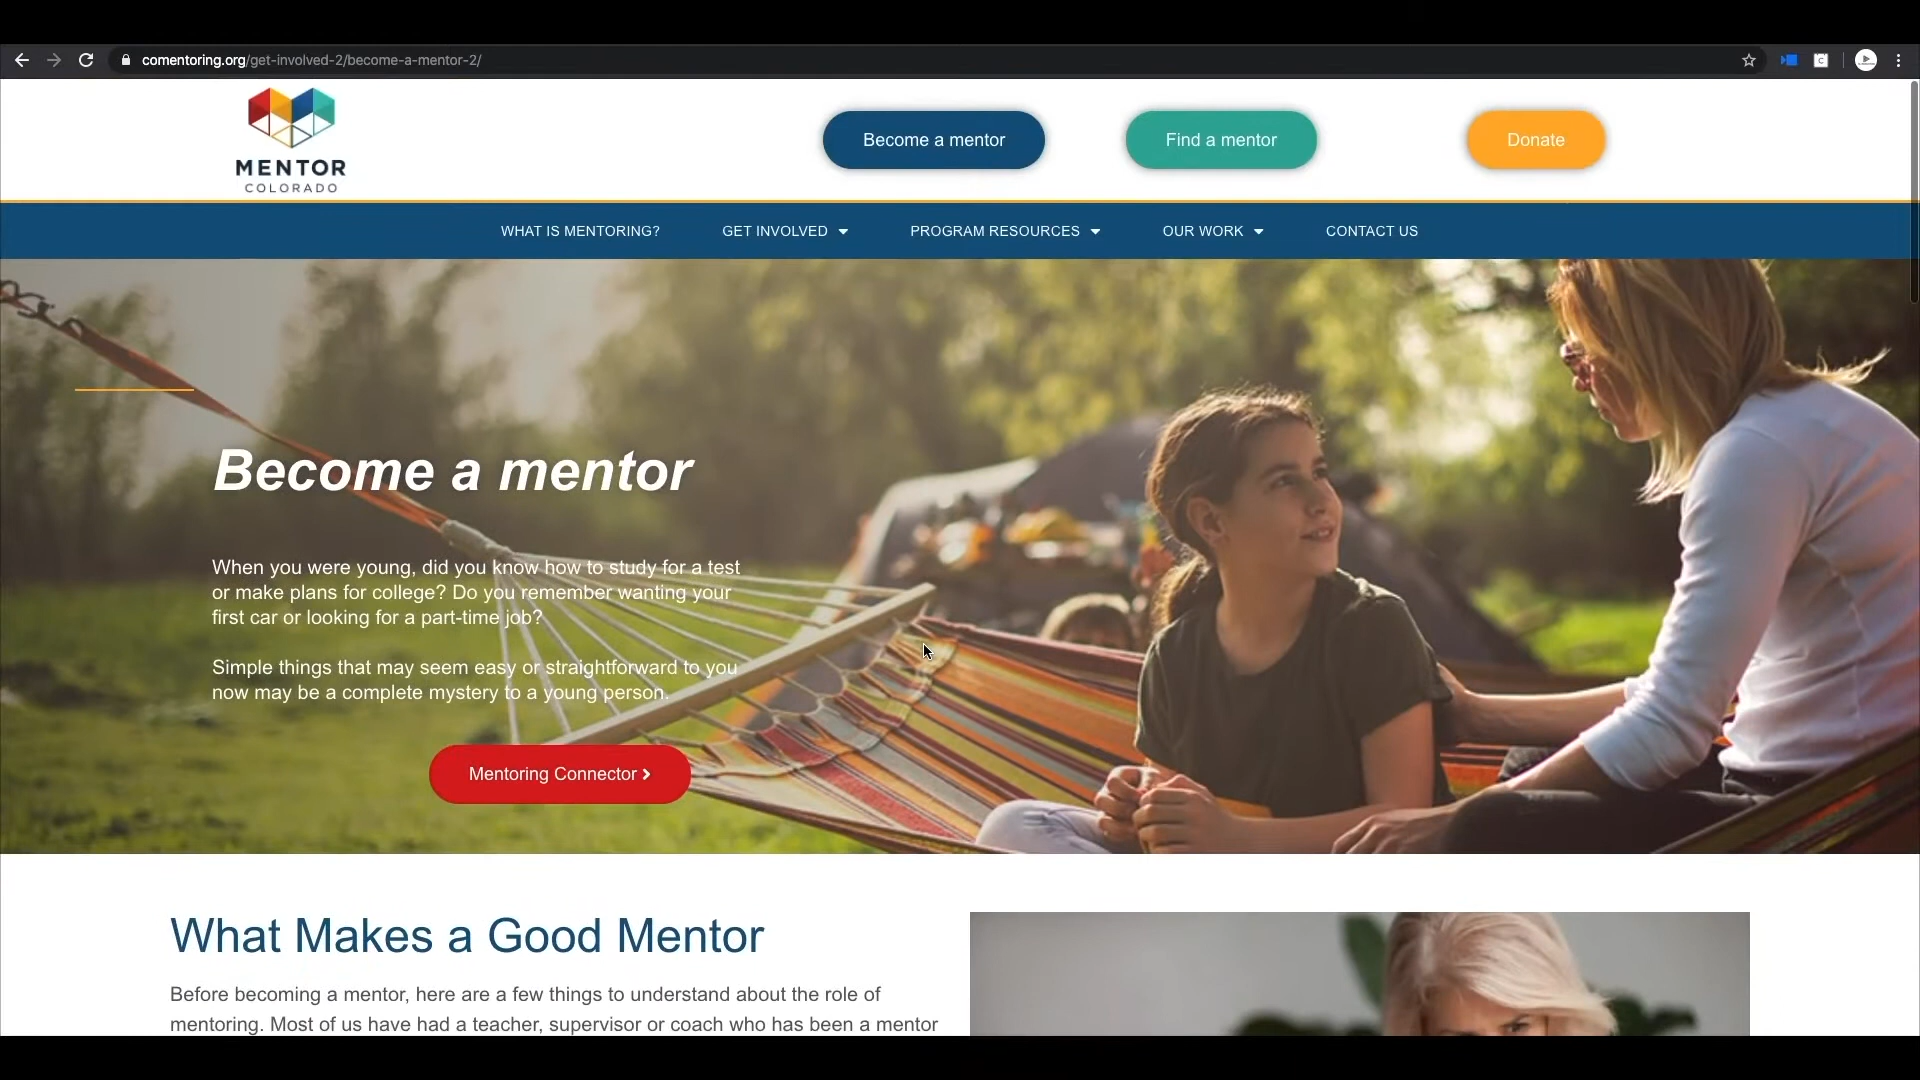 comentoring.org/get-involved-2/become-a-mentor-2/
MENTOR
COLORADO
Become a mentor
Find a mentor
Donate
WHAT IS MENTORING?
GET INVOLVED
PROGRAM RESOURCES
OUR WORK
CONTACT US
Become a mentor
When you were young, did you know how to study for a test
or make plans for college? Do you remember wanting your
first car or looking for a part-time job?
Simple things that may seem easy or straightforward to you
now may be a complete mystery to a young person.
Mentoring Connector
What Makes a Good Mentor
Before becoming a mentor, here are a few things to understand about the role of
mentoring. Most of us have had a teacher, supervisor or coach who has been a mentor